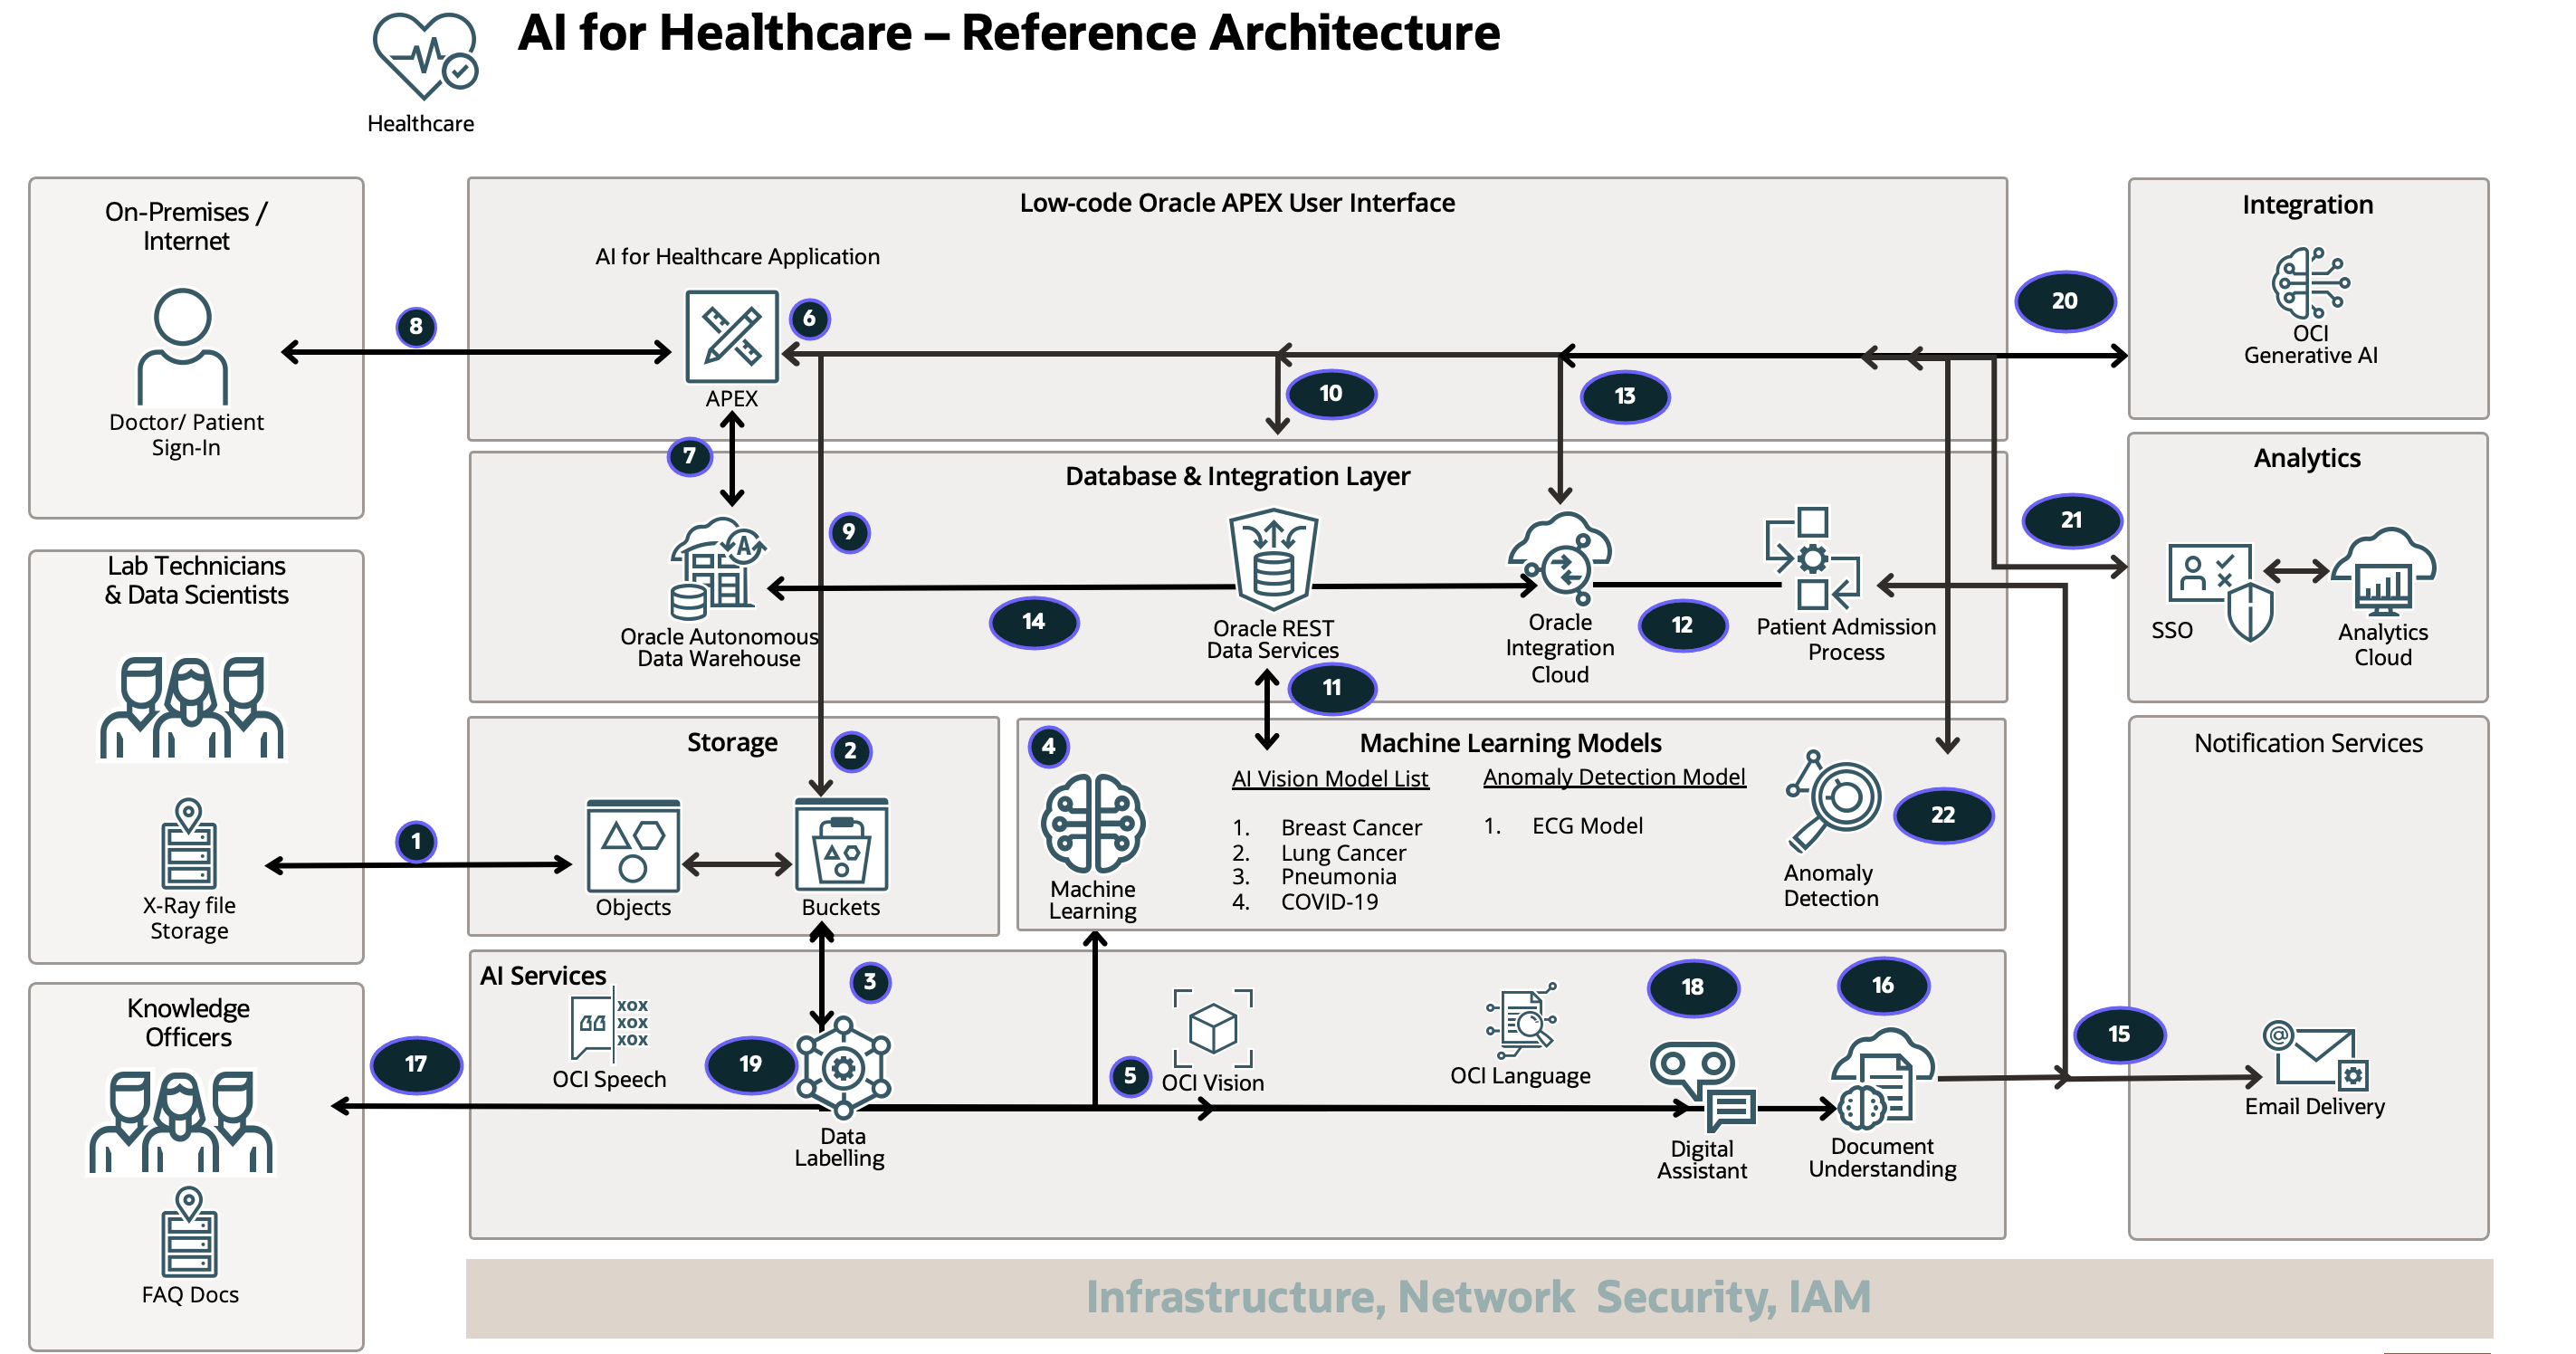 AI for Healthcare – Reference Architecture
Healthcare
On-Premises /
Internet
Doctor/ Patient
Sign-In
8
Low-code Oracle APEX User Interface
AI for Healthcare Application
6
APEX
10
13
20
Integration
OCI
Generative AI
7
Database & Integration Layer
9
A
Oracle Autonomous
Data Warehouse
14
Oracle REST
Data Services
11
Oracle
Integration
Cloud
12
Patient Admission
Process
21
Analytics
SSO
Analytics
Cloud
Lab Technicians
& Data Scientists
X-Ray file
Storage
1
Storage
2
Objects
Buckets
4
Machine Learning Models
Machine
Learning
AI Vision Model List
1. Breast Cancer
2. Lung Cancer
3. Pneumonia
4. COVID-19
Anomaly Detection Model
1. ECG Model
Anomaly
Detection
22
Notification Services
15
@
Email Delivery
Knowledge
Officers
FAQ Docs
17
AI Services
xox
xox
xox
OCI Speech
19
3
Data
Labelling
5
OCI Vision
OCI Language
18
Digital
Assistant
16
Document
Understanding
Infrastructure, Network Security, IAM